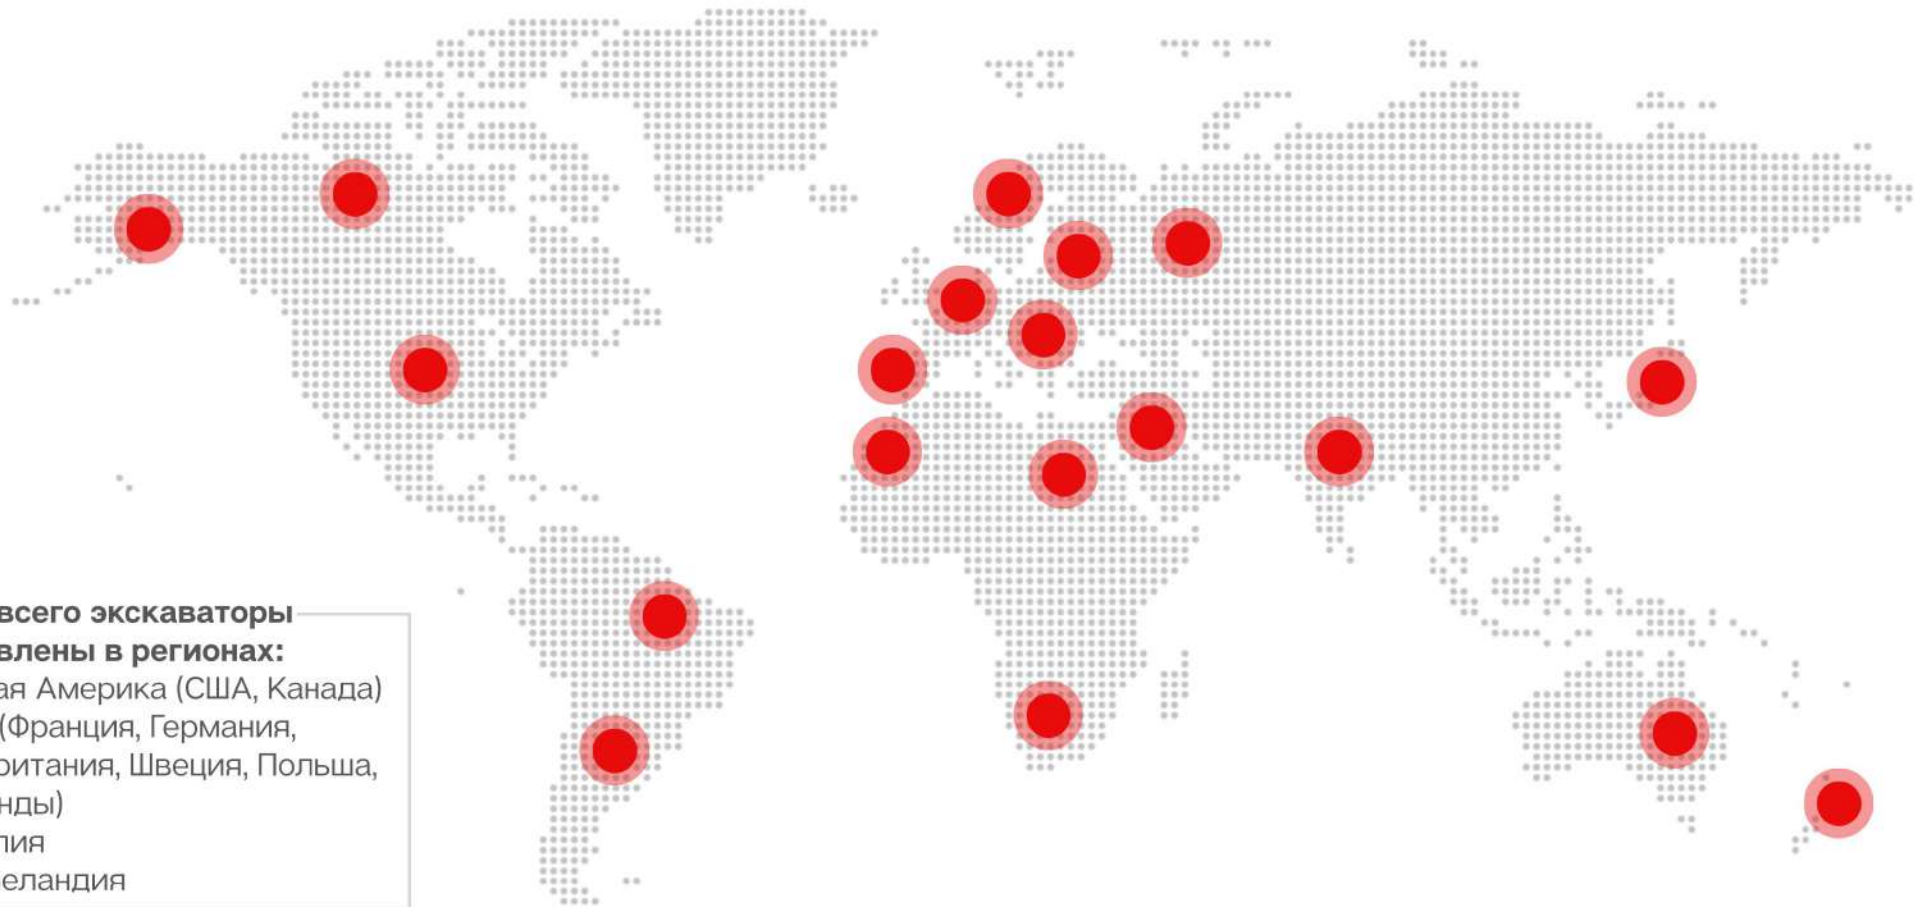 всего экскаваторы
влены в регионах:
ая Америка (США, Канада)
(Франция, Германия,
ритания, Швеция, Польша,
нды)
лия
еландия